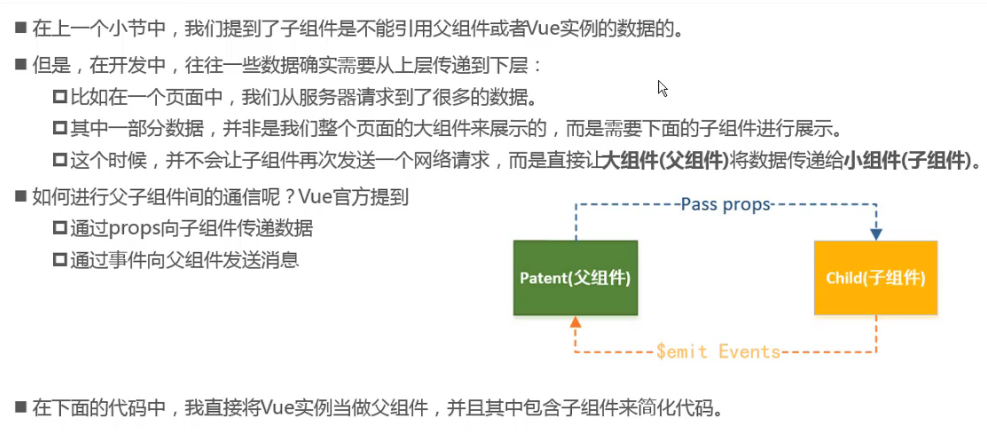 ■ 在上一个小节中，我们提到了子组件是不能引用父组件或者Vue实例的数据的。
■ 但是，在开发中，往往一些数据确实需要从上层传递到下层：
□ 比如在一个页面中，我们从服务器请求到了很多的数据。
□ 其中一部分数据，并非是我们整个页面的大组件来展示的，而是需要下面的子组件进行展示。
□ 这个时候，并不会让子组件再次发送一个网络请求，而是直接让大组件(父组件)将数据传递给小组件(子组件)。
■ 如何进行父子组件间的通信呢？Vue官方提到
□ 通过props向子组件传递数据
□ 通过事件向父组件发送消息
Pass props
Patent(父组件)
Child(子组件)
$emit Events
■ 在下面的代码中，我直接将Vue实例当做父组件，并且其中包含子组件来简化代码。